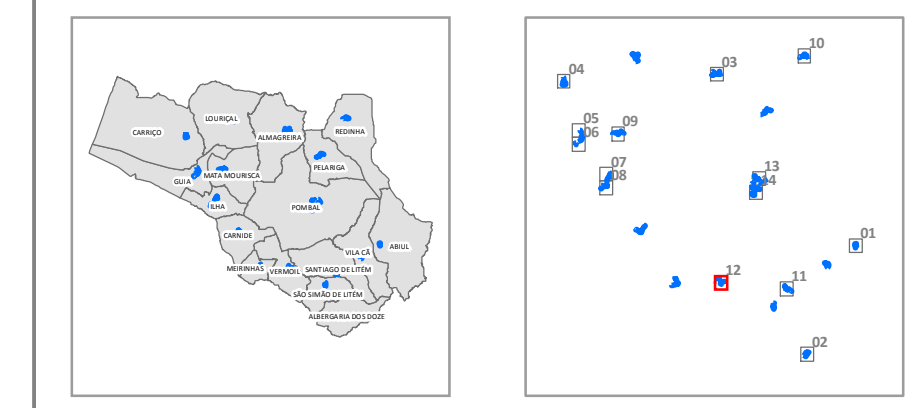 CARRIÇO
LOURIÇAL
ALMAGREIRA
REDINHA
GUIA
MATA MOURISCA
PELARIGA
ILHA
POMBAL
CARNIDE
VILA CÃ
ABIUL
MEIRINHAS
VERMOIL
SANTIAGO DE LITÉM
SÃO SIMÃO DE LITÉM
ALBERGARIA DOS DOZE
10
03
04
05
06
09
07
08
13
14
01
12
11
02